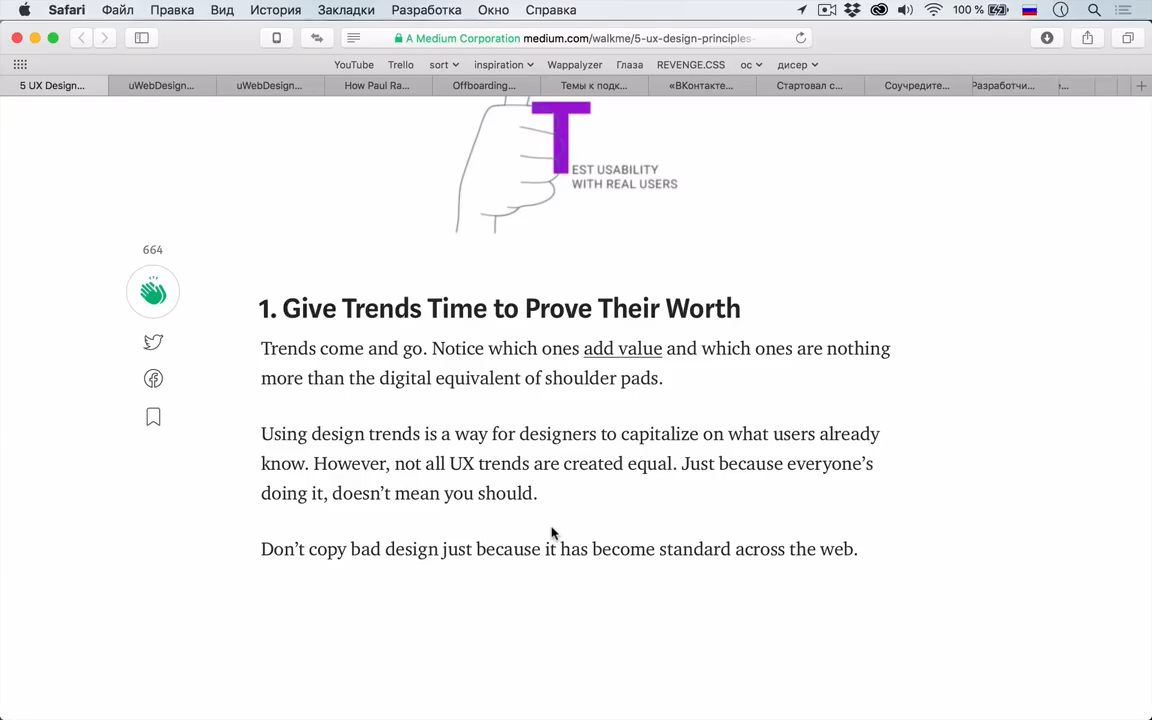 Safari Файл Правка Вид История Закладки Разработка Окно Справка 100 %
A Medium Corporation medium.com/walkme/5-ux-design-principles-
YouTube Trello sort inspiration Wappalyzer Глаза REVENGE.CSS ос дисер
5 UX Design... uWebDesign... uWebDesign... How Paul Ra... Offboarding... Темы к подк... «ВКонтакте... Стартовал с... Соучредите... Разработчи...
T
EST USABILITY
WITH REAL USERS
664
1. Give Trends Time to Prove Their Worth
Trends come and go. Notice which ones add value and which ones are nothing
more than the digital equivalent of shoulder pads.
Using design trends is a way for designers to capitalize on what users already
know. However, not all UX trends are created equal. Just because everyone’s
doing it, doesn’t mean you should.
Don’t copy bad design just because it has become standard across the web.